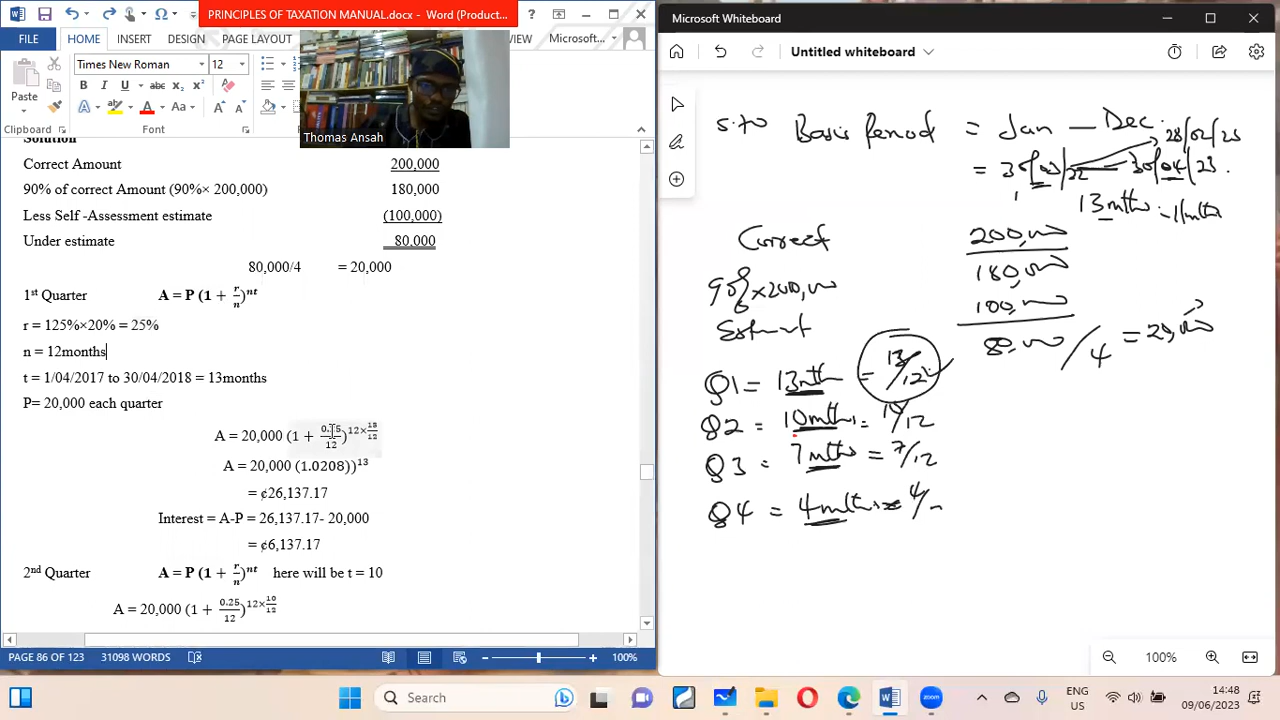 PRINCIPLES OF TAXATION MANUAL.docx - Word (Product...
FILE HOME INSERT DESIGN PAGE LAYOUT VIEW Microsoft...
Times New Roman 12
Paste
B I U
Clipboard Font
Thomas Ansah
Solution
Correct Amount 200,000
90% of correct Amount (90%× 200,000) 180,000
Less Self -Assessment estimate (100,000)
Under estimate 80,000
80,000/4 = 20,000
1st Quarter A = P (1 + r/n)^nt
r = 125%×20% = 25%
n = 12months
t = 1/04/2017 to 30/04/2018 = 13months
P= 20,000 each quarter
A = 20,000 (1 + 0.25/12)^12×13/12
A = 20,000 (1.0208))^13
= ¢26,137.17
Interest = A-P = 26,137.17- 20,000
= ¢6,137.17
2nd Quarter A = P (1 + r/n)^nt here will be t = 10
A = 20,000 (1 + 0.25/12)^12×10/12
PAGE 86 OF 123 31098 WORDS 100%
Microsoft Whiteboard
Untitled whiteboard
Basis Period = Jan — Dec 28/02/23
= 30/04/23
13mths
Correct 200,000
90% × 200,000 180,000
100,000
80,000 / 4 = 20,000
Q1 = 13mth = 13/12
Q2 = 10mths = 10/12
Q3 = 7mths = 7/12
Q4 = 4mths = 4/
100%
Search
ENG
UK
14:48
09/06/2023